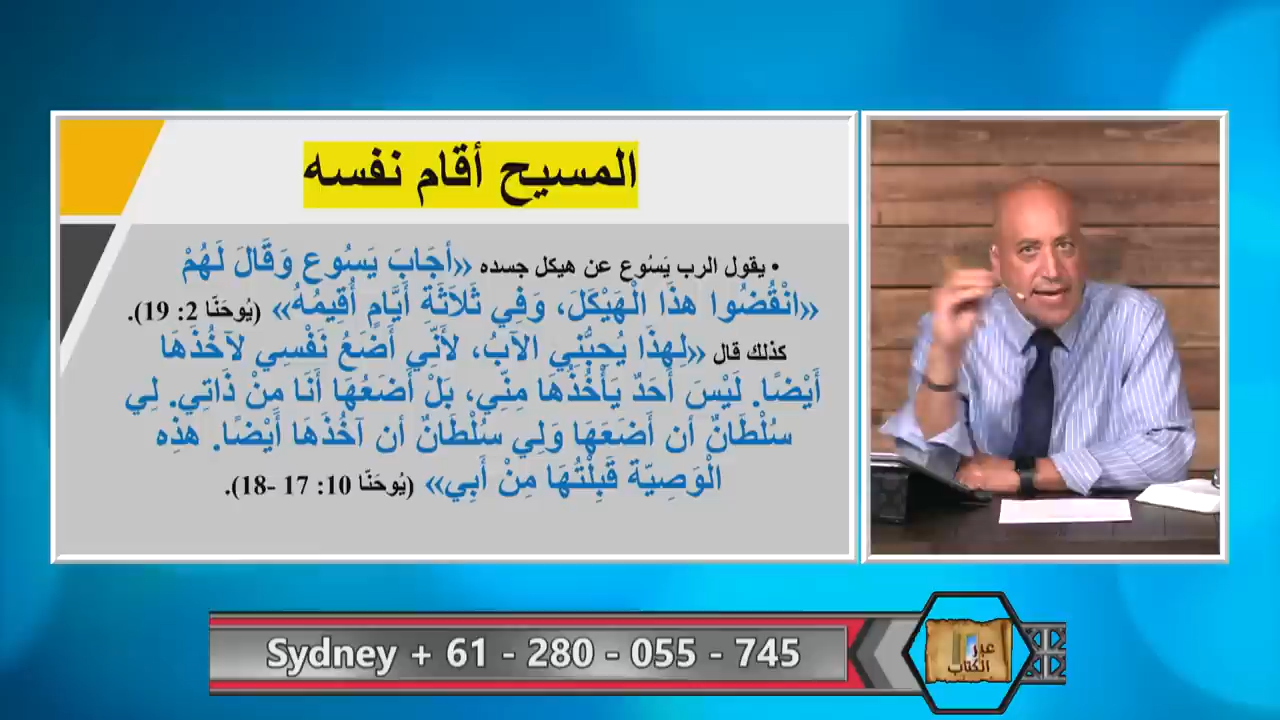 المسيح أقام نفسه
• يقول الرب يَسُوع عن هيكل جسده «أجَابَ يَسُوع وَقَالَ لَهُمْ
«انْقُضُوا هذَا الْهَيْكَلَ، وَفِي ثَلاَثَةِ أَيَّامٍ أُقِيمُهُ» (يُوحَنّا 2: 19).
كذلك قال «لِهذَا يُحِبُّنِي الآبُ، لأَنِّي أَضَعُ نَفْسِي لآخُذَهَا
أَيْضًا. لَيْسَ أَحَدٌ يَأْخُذُهَا مِنِّي، بَلْ أَضَعُهَا أَنَا مِنْ ذَاتِي. لِي
سُلْطَانٌ أن أَضَعَهَا وَلِي سُلْطَانٌ أن آخُذَهَا أَيْضًا. هذِه
الْوَصِيّة قَبِلْتُهَا مِنْ أَبِي» (يُوحَنّا 10: 17 -18).
Sydney + 61 - 280 - 055 - 745
عبر
الكتاب